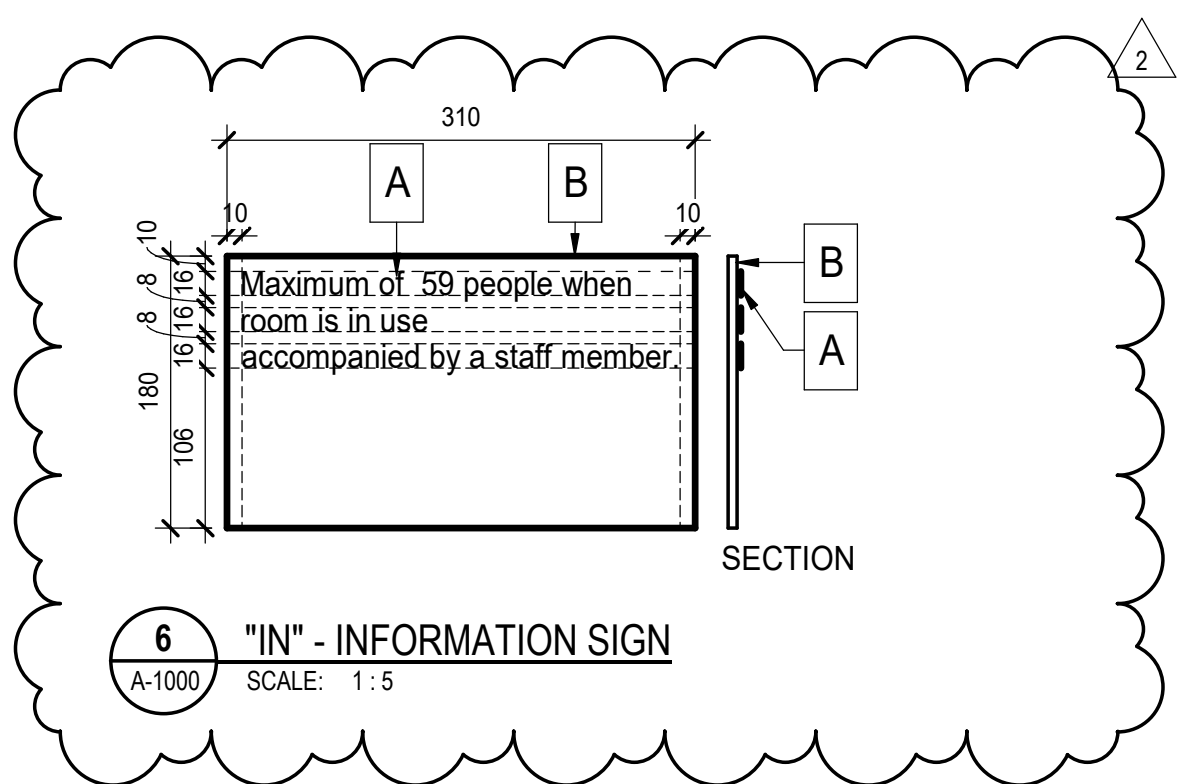 2
310
A
B
10
10
10
16
8
16
8
16
180
106
Maximum of  59 people when
room is in use
accompanied by a staff member.
B
A
SECTION
6
A-1000
"IN" - INFORMATION SIGN
SCALE:   1 : 5